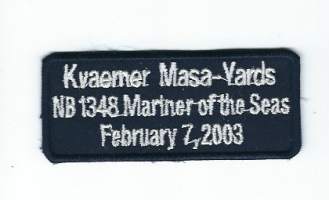 Kvaerner Masa-Yards
NB 1348 Mariner of the Seas
February 7, 2003